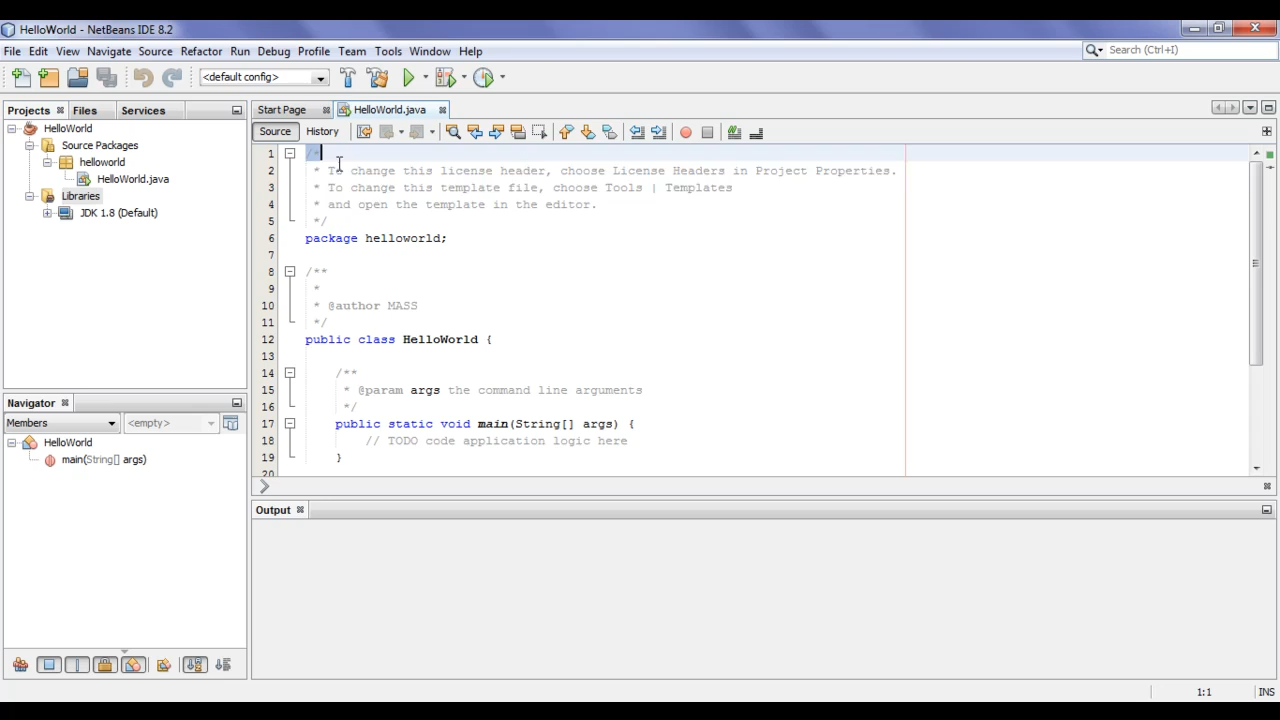 HelloWorld - NetBeans IDE 8.2
File Edit View Navigate Source Refactor Run Debug Profile Team Tools Window Help
Search (Ctrl+I)
<default config>
Projects Files Services
HelloWorld
Source Packages
helloworld
HelloWorld.java
Libraries
JDK 1.8 (Default)
Navigator
Members <empty>
HelloWorld
main(String[] args)
Start Page HelloWorld.java
Source History
1 /*
2 * To change this license header, choose License Headers in Project Properties.
3 * To change this template file, choose Tools | Templates
4 * and open the template in the editor.
5 */
6 package helloworld;
7
8 /**
9 *
10 * @author MASS
11 */
12 public class HelloWorld {
13
14 /**
15 * @param args the command line arguments
16 */
17 public static void main(String[] args) {
18 // TODO code application logic here
19 }
20
Output
1:1 INS